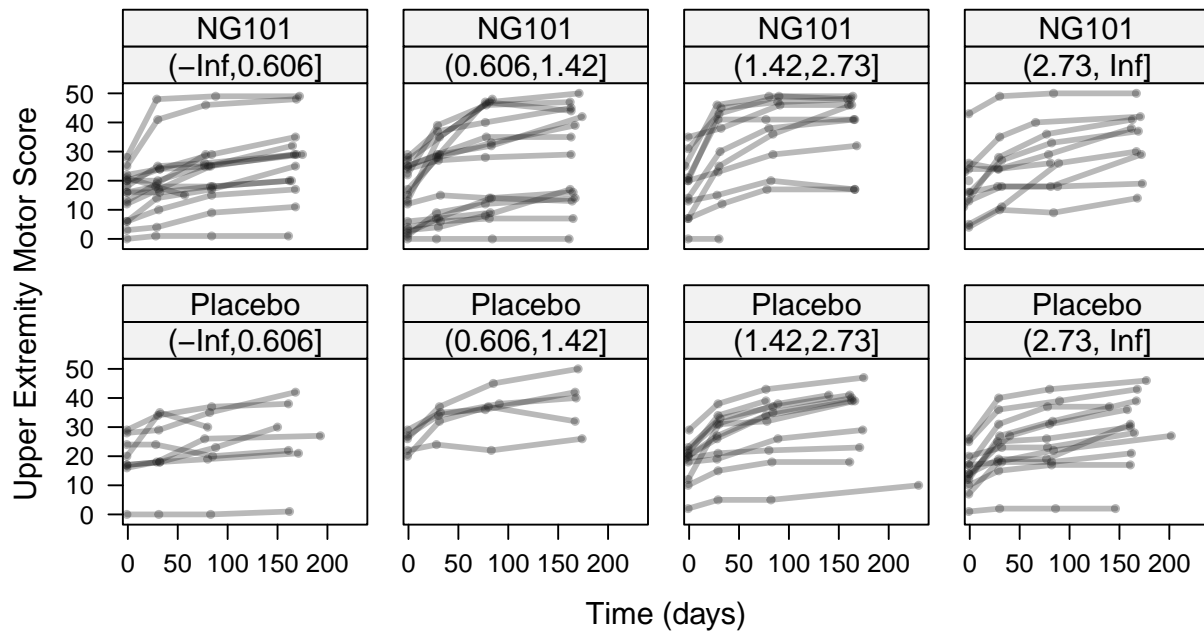 NG101 NG101 NG101 NG101
(−Inf,0.606] (0.606,1.42] (1.42,2.73] (2.73, Inf]
50
40
30
20
10
0
Placebo Placebo Placebo Placebo
(−Inf,0.606] (0.606,1.42] (1.42,2.73] (2.73, Inf]
50
40
30
20
10
0
0 50 100 150 200 0 50 100 150 200 0 50 100 150 200 0 50 100 150 200
Upper Extremity Motor Score
Time (days)